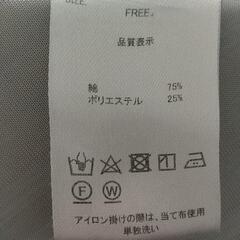 SIZE.
FREE.
品質表示
綿 75%
ポリエステル 25%
F W
アイロン掛けの際は、当て布使用
単独洗い